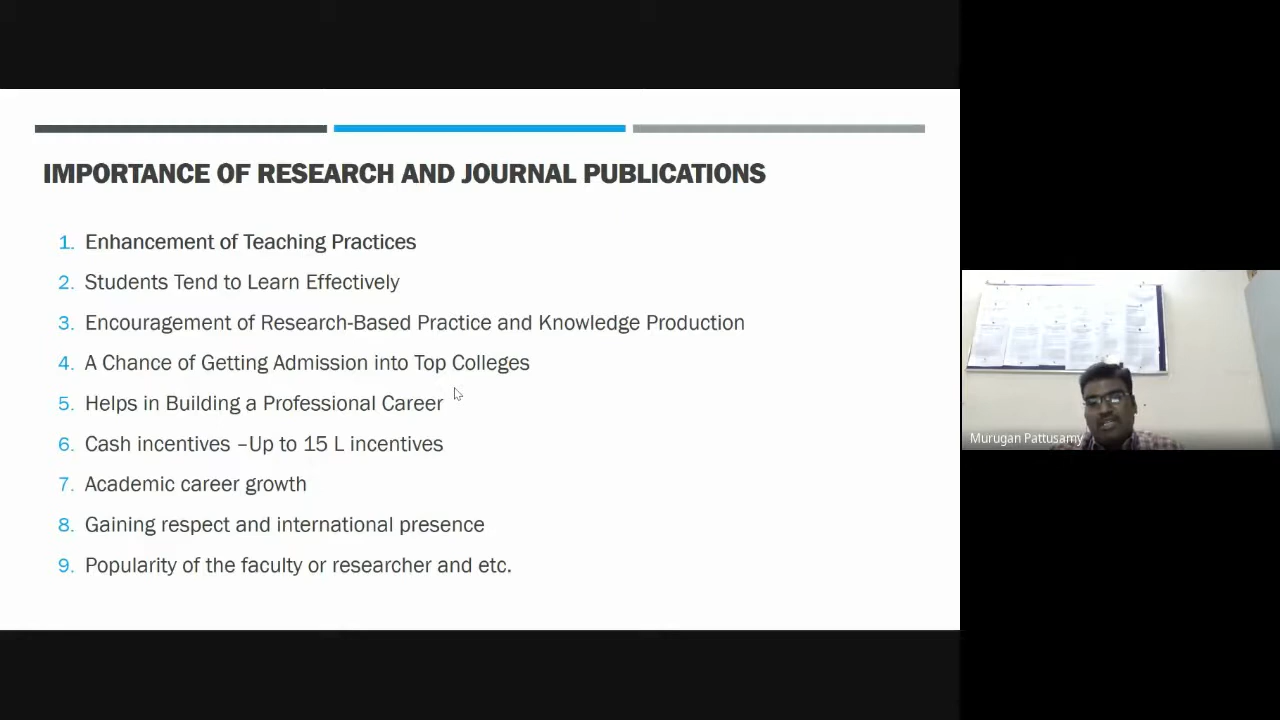 IMPORTANCE OF RESEARCH AND JOURNAL PUBLICATIONS
1. Enhancement of Teaching Practices
2. Students Tend to Learn Effectively
3. Encouragement of Research-Based Practice and Knowledge Production
4. A Chance of Getting Admission into Top Colleges
5. Helps in Building a Professional Career
6. Cash incentives –Up to 15 L incentives
7. Academic career growth
8. Gaining respect and international presence
9. Popularity of the faculty or researcher and etc.
Murugan Pattusamy